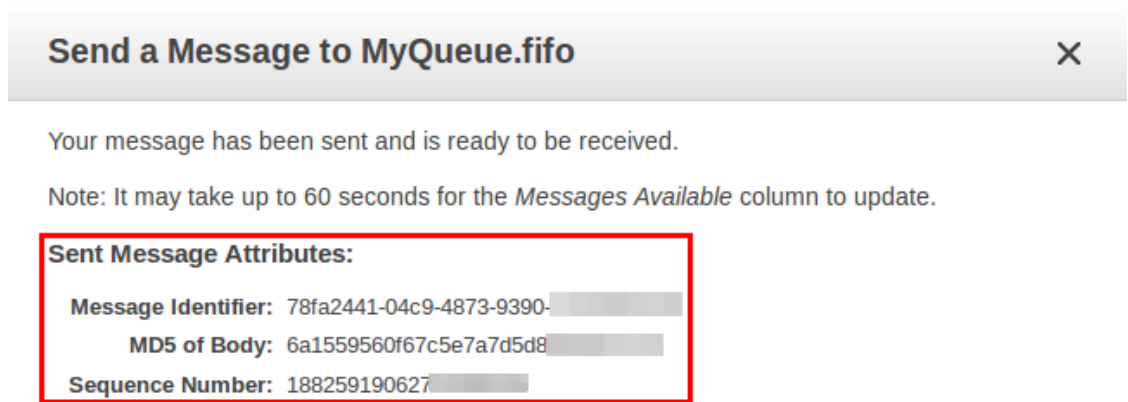 Send a Message to MyQueue.fifo
Your message has been sent and is ready to be received.
Note: It may take up to 60 seconds for the Messages Available column to update.
Sent Message Attributes:
Message Identifier: 78fa2441-04c9-4873-9390-
MD5 of Body: 6a1559560f67c5e7a7d5d8
Sequence Number: 188259190627